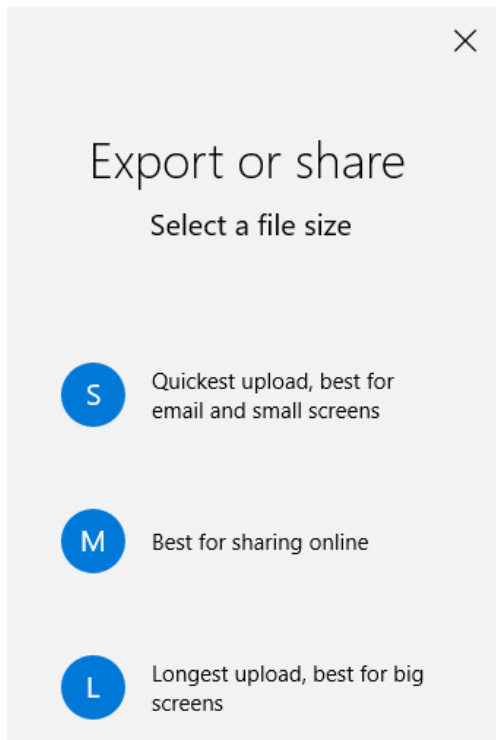 Export or share
Select a file size
S
Quickest upload, best for
email and small screens
M
Best for sharing online
L
Longest upload, best for big
screens